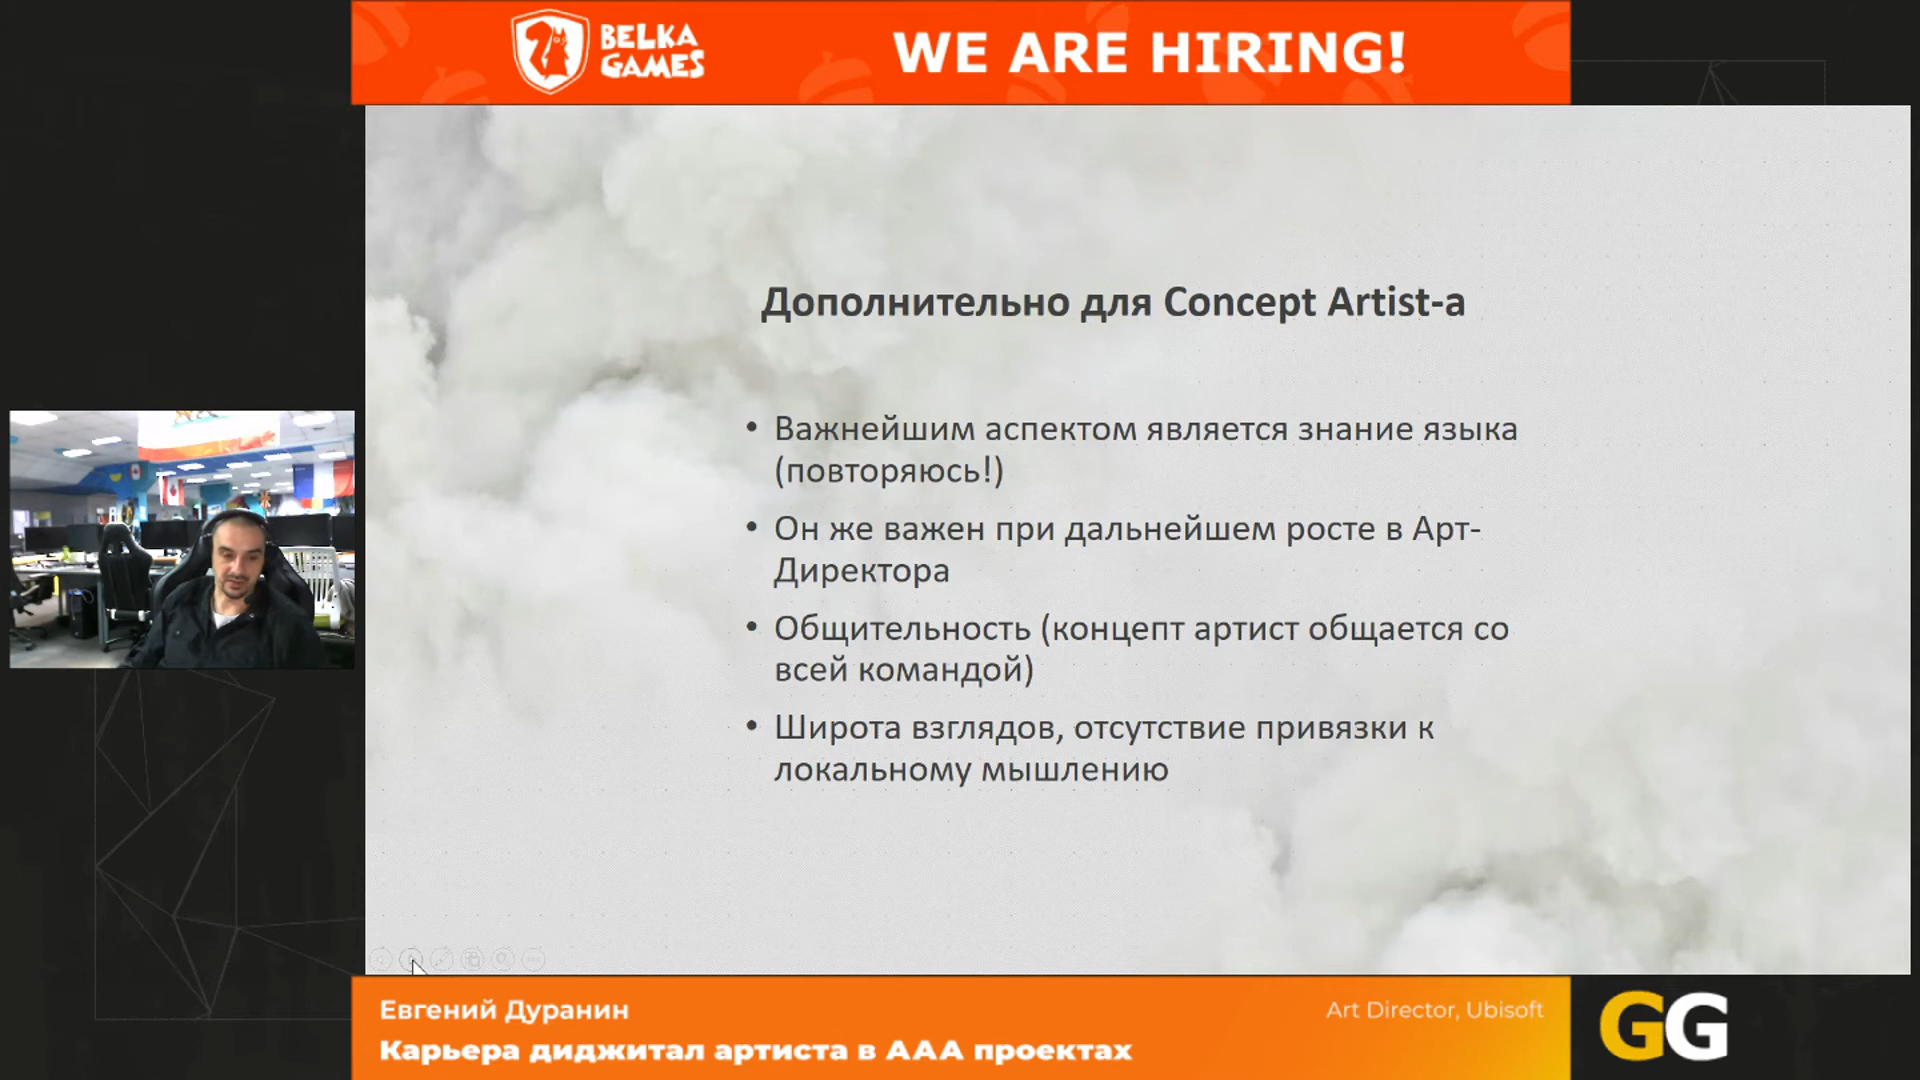 BELKA
GAMES
WE ARE HIRING!
Дополнительно для Concept Artist-а
• Важнейшим аспектом является знание языка
(повторяюсь!)
• Он же важен при дальнейшем росте в Арт-
Директора
• Общительность (концепт артист общается со
всей командой)
• Широта взглядов, отсутствие привязки к
локальному мышлению
Евгений Дуранин
Art Director, Ubisoft
Карьера диджитал артиста в ААА проектах
GG